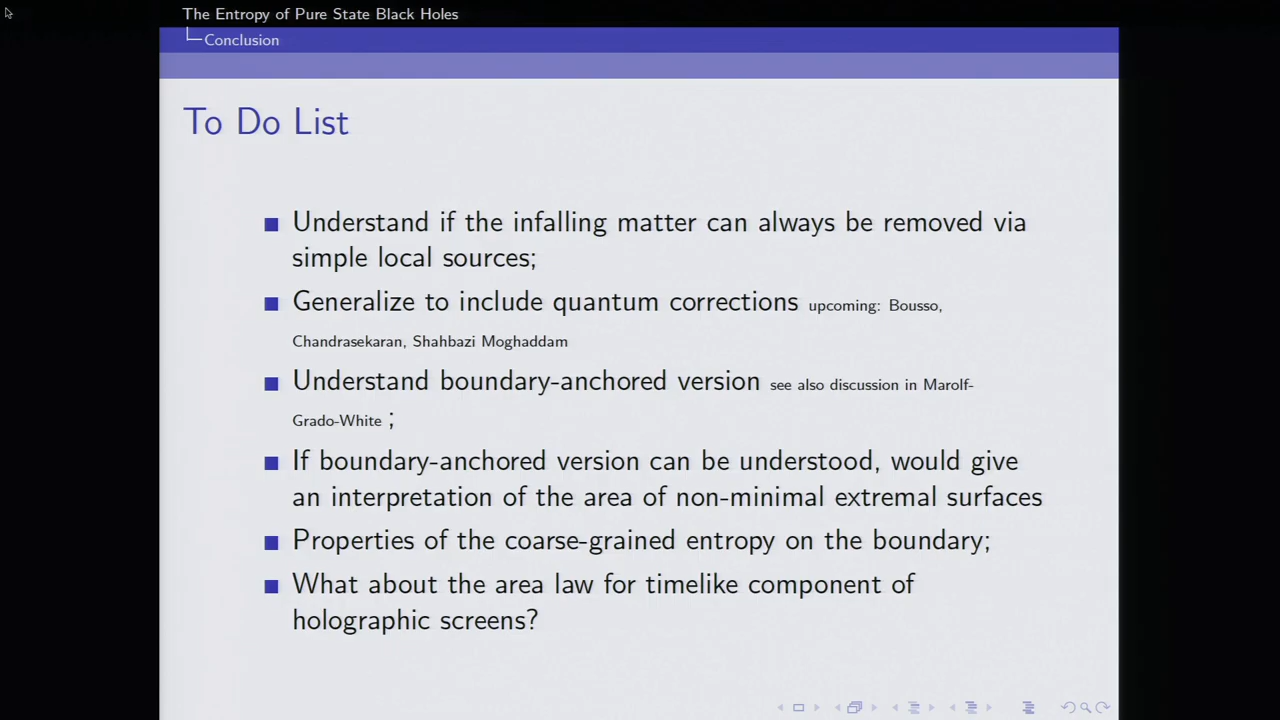 The Entropy of Pure State Black Holes
Conclusion
To Do List
Understand if the infalling matter can always be removed via
simple local sources;
Generalize to include quantum corrections upcoming: Bousso,
Chandrasekaran, Shahbazi Moghaddam
Understand boundary-anchored version see also discussion in Marolf-
Grado-White ;
If boundary-anchored version can be understood, would give
an interpretation of the area of non-minimal extremal surfaces
Properties of the coarse-grained entropy on the boundary;
What about the area law for timelike component of
holographic screens?